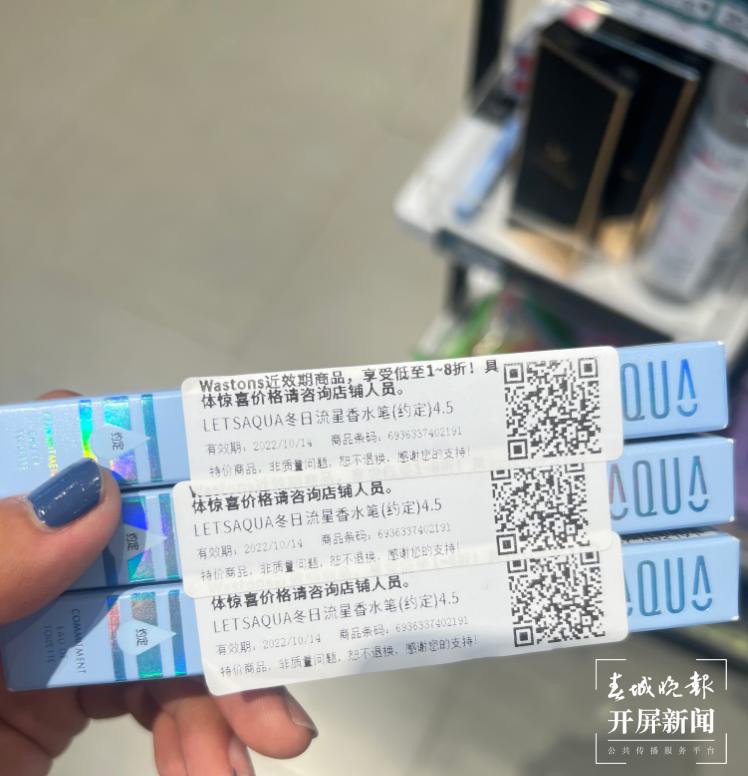 Wastons近效期商品，享受低至1~8折！具
体惊喜价格请咨询店铺人员。
LETSAQUA冬日流星香水笔(约定)4.5
有效期：2022/10/14 商品条码：6936337402191
特价商品，非质量问题，恕不退换，感谢您的支持！
QUA
约定
COMMITMENT
EAU DE
TOILETTE
体惊喜价格请咨询店铺人员。
LETSAQUA冬日流星香水笔(约定)4.5
有效期：2022/10/14 商品条码：6936337402191
特价商品，非质量问题，恕不退换，感谢您的支持！
AQUA
约定
体惊喜价格请咨询店铺人员。
LETSAQUA冬日流星香水笔(约定)4.5
有效期：2022/10/14 商品条码：6936337402191
特价商品，非质量问题，恕不退换，感谢您的支持！
QUA
约定
COMMITMENT
EAU DE
TOILETTE
春城晚报
开屏新闻
公共传播服务平台